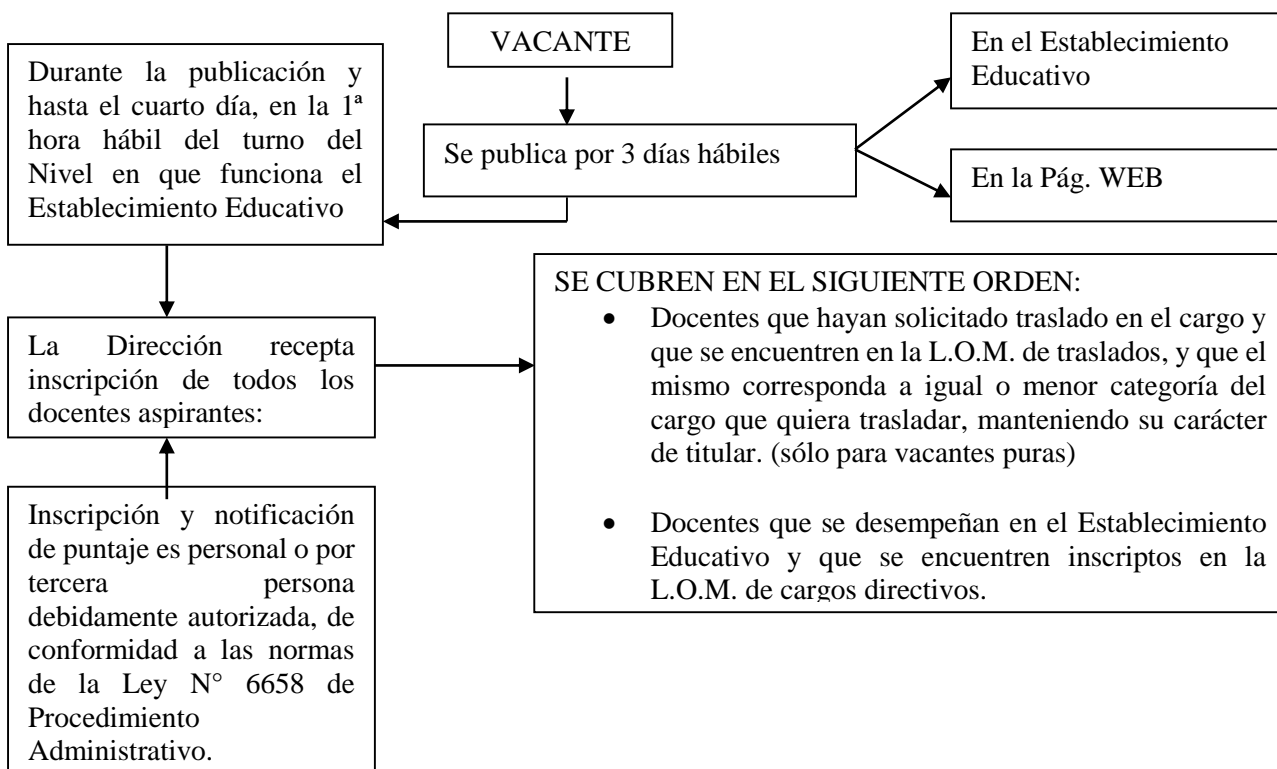 VACANTE
Se publica por 3 días hábiles
En el Establecimiento
Educativo
En la Pág. WEB
Durante la publicación y
hasta el cuarto día, en la 1ª
hora hábil del turno del
Nivel en que funciona el
Establecimiento Educativo
La Dirección recepta
inscripción de todos los
docentes aspirantes:
Inscripción y notificación
de puntaje es personal o por
tercera persona
debidamente autorizada, de
conformidad a las normas
de la Ley N° 6658 de
Procedimiento
Administrativo.
SE CUBREN EN EL SIGUIENTE ORDEN:
• Docentes que hayan solicitado traslado en el cargo y
que se encuentren en la L.O.M. de traslados, y que el
mismo corresponda a igual o menor categoría del
cargo que quiera trasladar, manteniendo su carácter
de titular. (sólo para vacantes puras)
• Docentes que se desempeñan en el Establecimiento
Educativo y que se encuentren inscriptos en la
L.O.M. de cargos directivos.